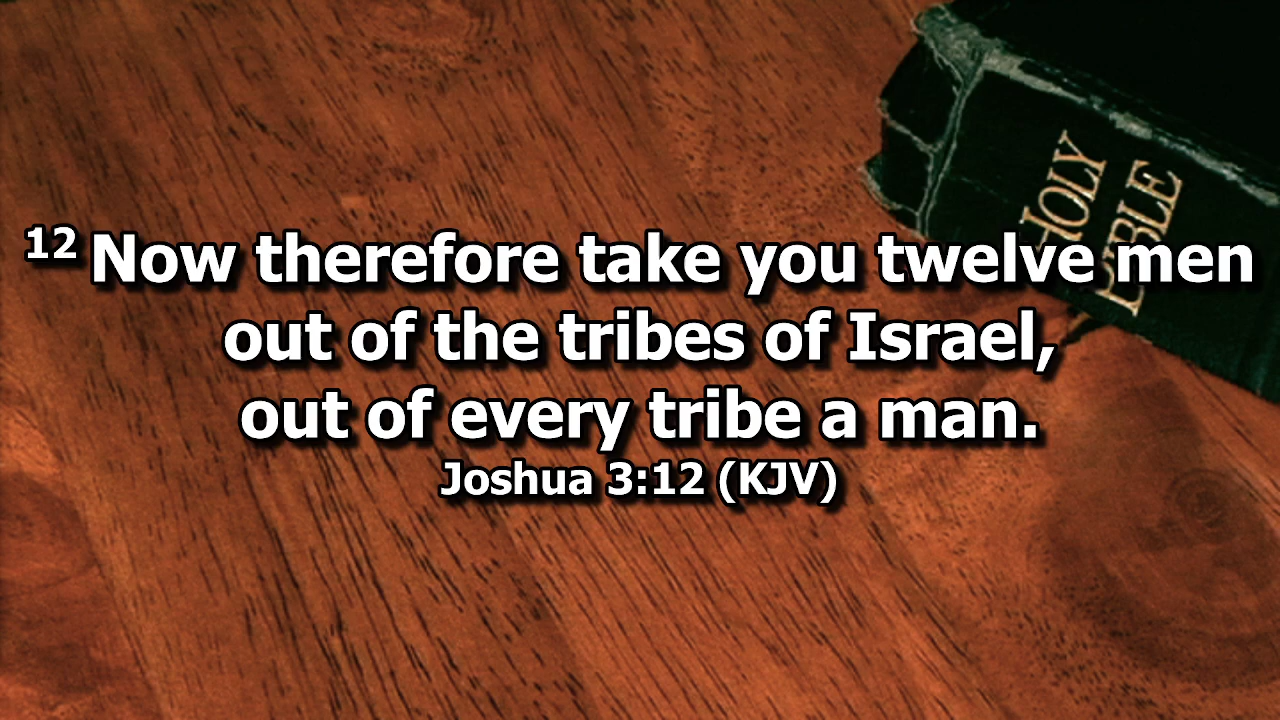 12 Now therefore take you twelve men
out of the tribes of Israel,
out of every tribe a man.
Joshua 3:12 (KJV)
HOLY
BIBLE